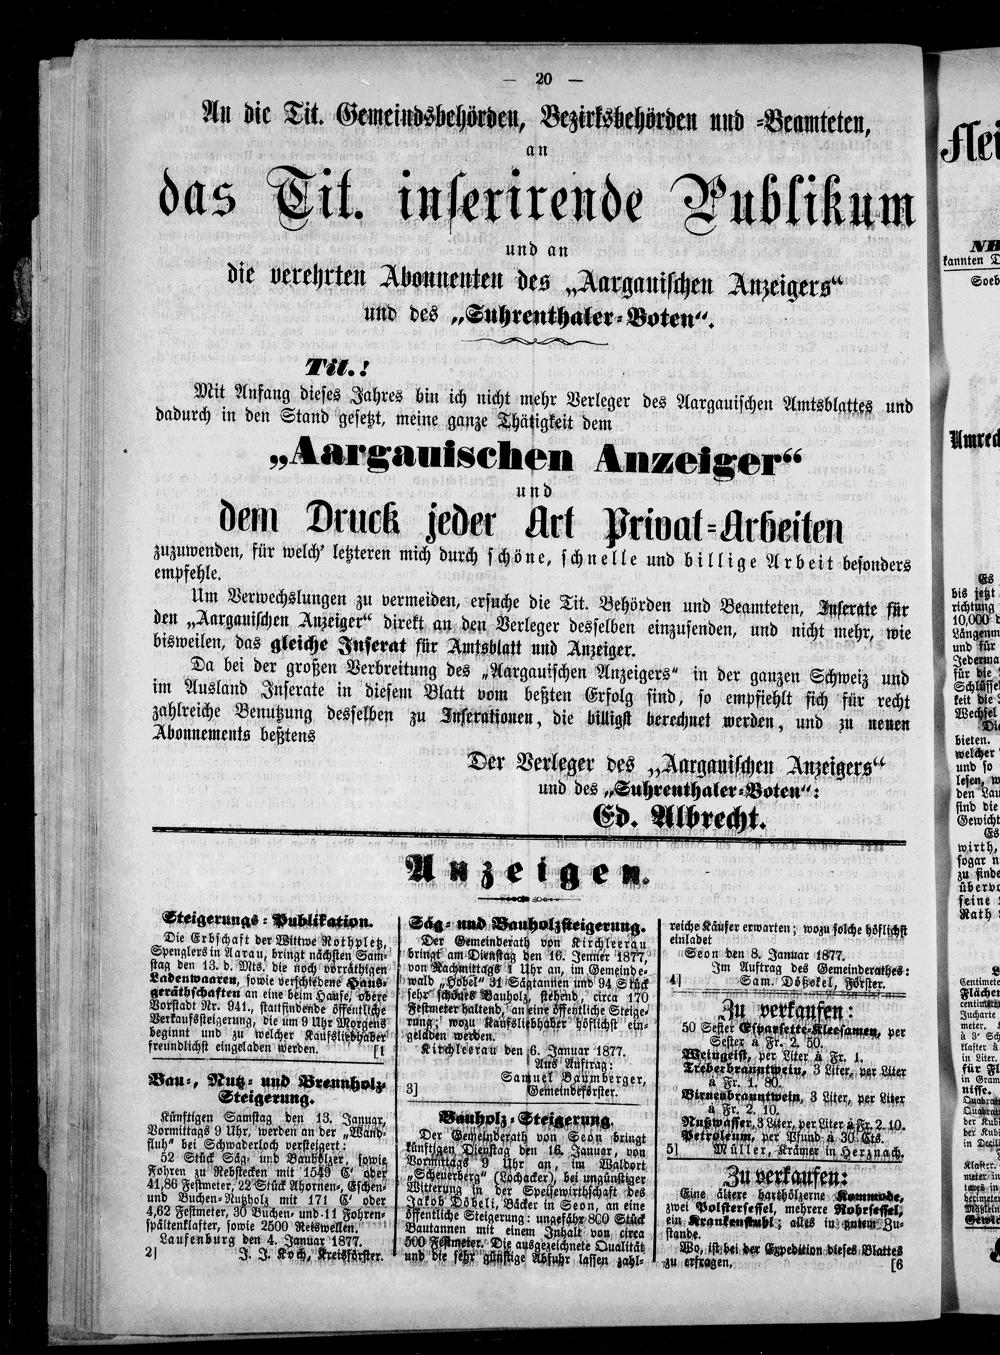 — 20 —
An die Tit. Gemeindsbehörden, Bezirksbehörden und =Beamteten,
an
das Tit. inserirende Publikum
und an
die verehrten Abonnenten des „Aargauischen Anzeigers“
und des „Suhrenthaler=Boten“.
Tit.!
Mit Anfang dieses Jahres bin ich nicht mehr Verleger des Aargauischen Amtsblattes und
dadurch in den Stand gesetzt, meine ganze Thätigkeit dem
„Aargauischen Anzeiger“
und
dem Druck jeder Art Privat=Arbeiten
zuzuwenden, für welch' letzteren mich durch schöne, schnelle und billige Arbeit besonders
empfehle.
Um Verwechslungen zu vermeiden, ersuche die Tit. Behörden und Beamteten, Inserate für
den „Aargauischen Anzeiger“ direkt an den Verleger desselben einzusenden, und nicht mehr, wie
bisweilen, das gleiche Inserat für Amtsblatt und Anzeiger.
Da bei der großen Verbreitung des „Aargauischen Anzeigers“ in der ganzen Schweiz und
im Ausland Inserate in diesem Blatt vom beßten Erfolg sind, so empfiehlt sich für recht
zahlreiche Benutzung desselben zu Inserationen, die billigst berechnet werden, und zu neuen
Abonnements beßtens
Der Verleger des „Aargauischen Anzeigers“
und des „Suhrenthaler=Boten“:
Ed. Albrecht.
Anzeigen.
Steigerungs=Publikation.
Die Erbschaft der Wittwe Rothpletz,
Spenglers in Aarau, bringt nächsten Sam-
stag den 13. d. Mts. die noch vorräthigen
Ladenwaaren, sowie verschiedene Haus-
geräthschaften an eine beim Hause, obere
Vorstadt Nr. 941., stattfindende öffentliche
Verkaufssteigerung, die um 9 Uhr Morgens
beginnt und zu welcher Kaufsliebhaber
freundlichst eingeladen werden. [1
Bau-, Nutz- und Brennholz-
Steigerung.
Künftigen Samstag den 13. Januar,
Vormittags 9 Uhr, werden an der „Wand-
fluh“ bei Schwaderloch versteigert:
52 Stück Säg- und Bauhölzer, sowie
Fohren zu Rebstecken mit 1549 C' oder
41,86 Festmeter, 22 Stück Ahornen-, Eschen-
und Buchen-Nutzholz mit 171 C' oder
4,62 Festmeter, 30 Buchen- und 11 Fohren-
spältenklafter, sowie 2500 Reiswellen.
Laufenburg den 4. Januar 1877.
2] J. J. Koch, Kreisförster.
Säg- und Bauholzsteigerung.
Der Gemeinderath von Kirchleerau
bringt am Dienstag den 16. Jenner 1877,
von Nachmittags 1 Uhr an, im Gemeinde-
wald „Hobel“ 31 Sägtannen und 94 Stück
sehr schönes Bauholz, stehend, circa 170
Festmeter haltend, an eine öffentliche Steige-
rung; wozu Kaufsliebhaber höflichst ein-
geladen werden.
Kirchleerau den 6. Januar 1877.
Aus Auftrag:
Samuel Baumberger,
3] Gemeindeförster.
Bauholz=Steigerung.
Der Gemeinderath von Seon bringt
künftigen Dienstag den 16. Januar, von
Vormittags 9 Uhr an, im Waldort
„Scheuerberg“ (Lochacker), bei ungünstiger
Witterung in der Speisewirthschaft des
Jakob Döbeli, Bäcker in Seon, an eine
öffentliche Steigerung: ungefähr 800 Stück
Bautannen mit einem Inhalt von circa
500 Festmeter. Die ausgezeichnete Qualität
und die sehr günstige Abfuhr lassen zahl-
reiche Käufer erwarten; wozu solche höflichst
einladet
Seon den 8. Januar 1877.
Im Auftrag des Gemeinderathes:
4] Sam. Dößekel, Förster.
Zu verkaufen:
50 Sester Esparsette-Kleesamen, per
Sester à Fr. 2. 50.
Weingeist, per Liter à Fr. 1.
Treberbranntwein, 3 Liter, per Liter
à Fr. 1. 80.
Birnenbranntwein, 3 Liter, per Liter
à Fr. 2. 10.
Nußwasser, 3 Liter, per Liter à Fr. 2. 10.
Petroleum, per Pfund à 30 Cts.
5] Müller, Krämer in Herznach.
Zu verkaufen:
Eine ältere harthölzerne Kommode,
zwei Polstersessel, mehrere Rohrsessel,
ein Krankenstuhl; alles in gutem Zu-
stande.
Wo, ist bei der Expedition dieses Blattes
zu erfragen. [6